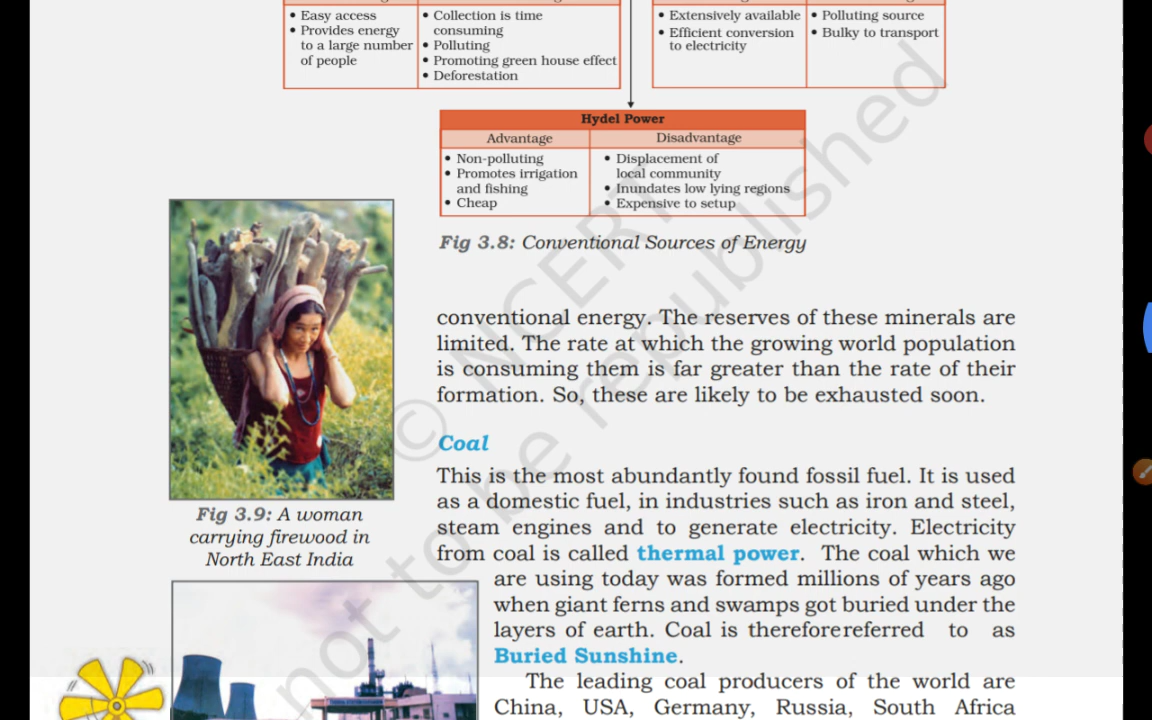 • Easy access
• Provides energy
to a large number
of people
• Collection is time
consuming
• Polluting
• Promoting green house effect
• Deforestation
• Extensively available
• Efficient conversion
to electricity
• Polluting source
• Bulky to transport
Hydel Power
Advantage
Disadvantage
• Non-polluting
• Promotes irrigation
and fishing
• Cheap
• Displacement of
local community
• Inundates low lying regions
• Expensive to setup
Fig 3.8: Conventional Sources of Energy
conventional energy. The reserves of these minerals are
limited. The rate at which the growing world population
is consuming them is far greater than the rate of their
formation. So, these are likely to be exhausted soon.
Fig 3.9: A woman
carrying firewood in
North East India
Coal
This is the most abundantly found fossil fuel. It is used
as a domestic fuel, in industries such as iron and steel,
steam engines and to generate electricity. Electricity
from coal is called thermal power. The coal which we
are using today was formed millions of years ago
when giant ferns and swamps got buried under the
layers of earth. Coal is thereforereferred to as
Buried Sunshine.
The leading coal producers of the world are
China, USA, Germany, Russia, South Africa
© NCERT
not to be republished